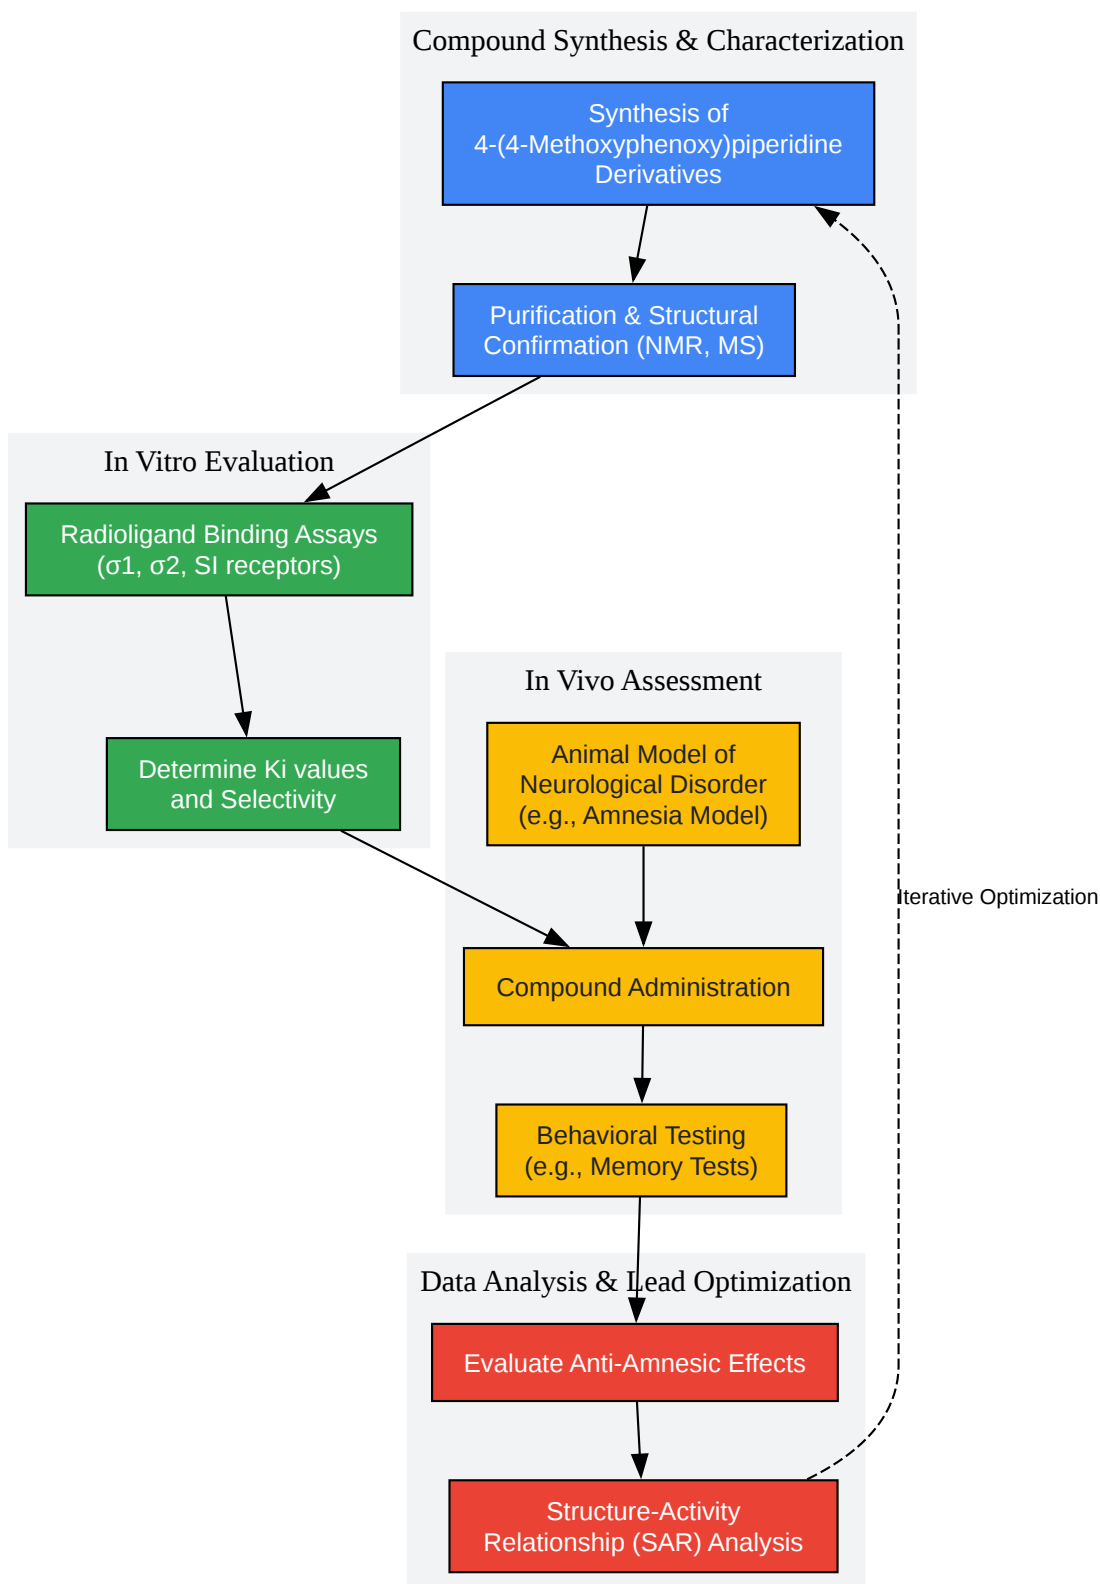 Compound Synthesis & Characterization
Synthesis of
4-(4-Methoxyphenoxy)piperidine
Derivatives
Purification & Structural
Confirmation (NMR, MS)
In Vitro Evaluation
Radioligand Binding Assays
(σ1, σ2, SI receptors)
Determine Ki values
and Selectivity
In Vivo Assessment
Animal Model of
Neurological Disorder
(e.g., Amnesia Model)
Compound Administration
Behavioral Testing
(e.g., Memory Tests)
Iterative Optimization
Data Analysis & Lead Optimization
Evaluate Anti-Amnesic Effects
Structure-Activity
Relationship (SAR) Analysis